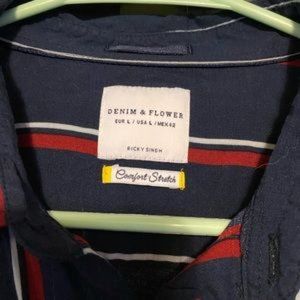 DENIM & FLOWER
EUR L / USA L / MEX 42
RICKY SINGH
Comfort Stretch